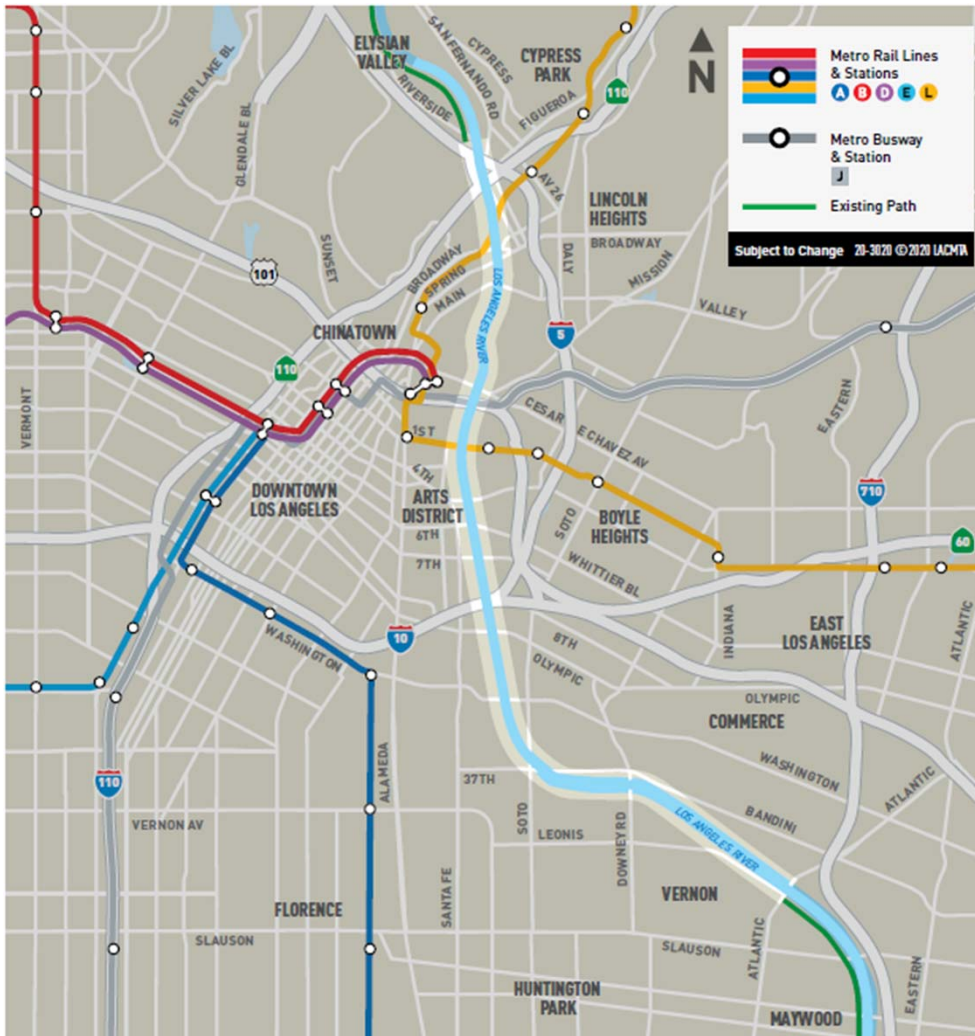 ELYSIAN
VALLEY
SAN FERNANDO RD
CYPRESS
CYPRESS
PARK
SILVER LAKE BL
GLENDALE BL
RIVERSIDE
FIGUEROA
110
N
Metro Rail Lines
& Stations
A B D E L
Metro Busway
& Station
J
Existing Path
Subject to Change 20-3020 ©2020 LACMTA
AV 26
LINCOLN
HEIGHTS
BROADWAY
DALY
MISSION
SUNSET
101
BROADWAY
SPRING
MAIN
LOS ANGELES RIVER
VALLEY
CHINATOWN
5
110
VERMONT
EASTERN
CESAR E CHAVEZ AV
1ST
4TH
DOWNTOWN
LOS ANGELES
ARTS
DISTRICT
6TH
7TH
SOTO
BOYLE
HEIGHTS
710
60
WHITTIER BL
WASHINGTON
10
8TH
OLYMPIC
INDIANA
EAST
LOS ANGELES
ATLANTIC
OLYMPIC
COMMERCE
WASHINGTON
ATLANTIC
110
ALAMEDA
37TH
SOTO
LEONIS
DOWNEY RD
BANDINI
LOS ANGELES RIVER
VERNON AV
VERNON
FLORENCE
SANTA FE
SLAUSON
SLAUSON
ATLANTIC
EASTERN
HUNTINGTON
PARK
MAYWOOD